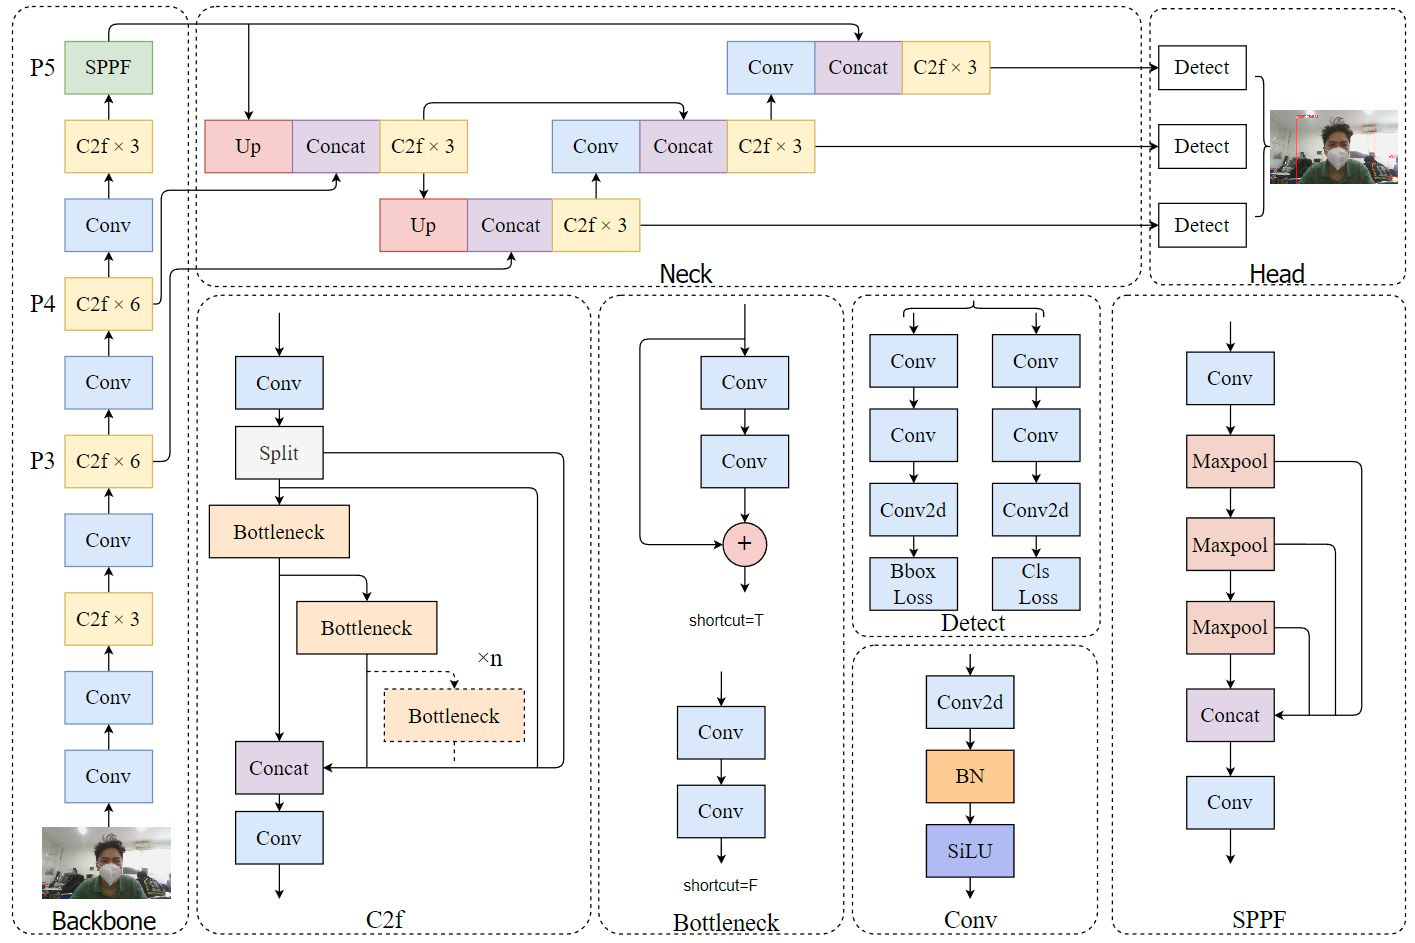 P5
SPPF
C2f × 3
Conv
P4
C2f × 6
Conv
P3
C2f × 6
Conv
C2f × 3
Conv
Conv
Backbone
Conv
Concat
C2f × 3
Up
Concat
C2f × 3
Conv
Concat
C2f × 3
Up
Concat
C2f × 3
Neck
Detect
Detect
Detect
Head
Conv
Split
Bottleneck
Bottleneck
×n
Bottleneck
Concat
Conv
C2f
Conv
Conv
+
shortcut=T
Conv
Conv
shortcut=F
Bottleneck
Conv
Conv
Conv
Conv
Conv2d
Conv2d
Bbox
Loss
Cls
Loss
Detect
Conv2d
BN
SiLU
Conv
Conv
Maxpool
Maxpool
Maxpool
Concat
Conv
SPPF